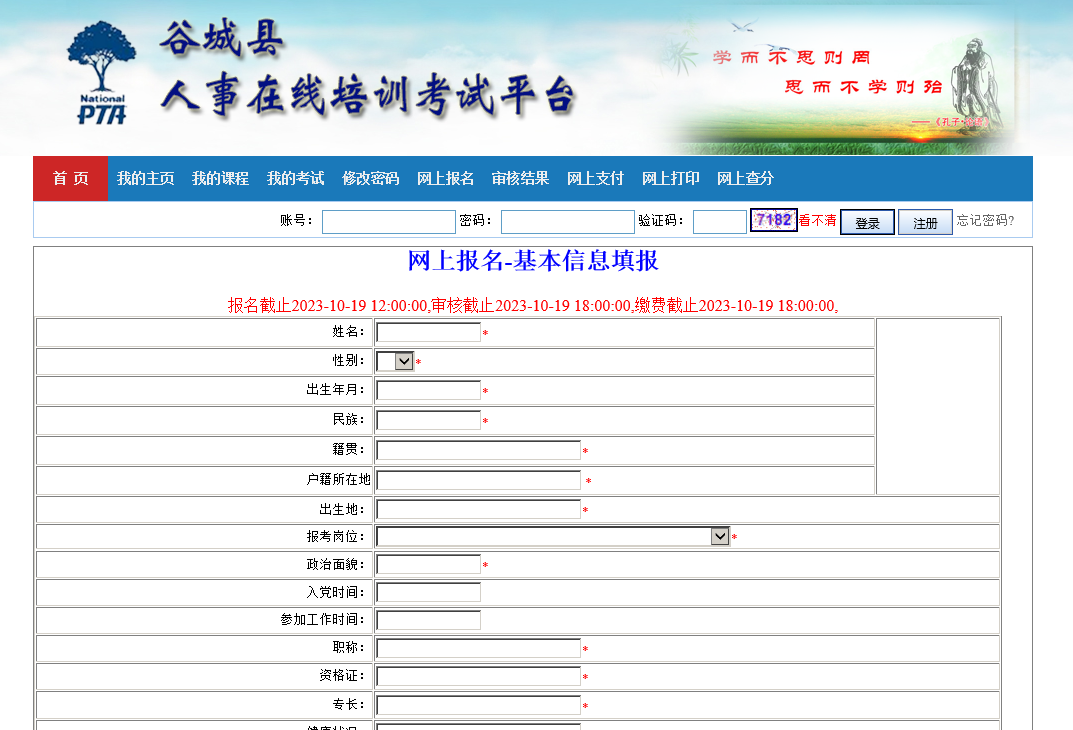 谷城县
人事在线培训考试平台
National
PTA
学而不思则罔
思而不学则殆
——《孔子·论语》
首 页 我的主页 我的课程 我的考试 修改密码 网上报名 审核结果 网上支付 网上打印 网上查分
账号： 密码： 验证码： 7182 看不清 登录 注册 忘记密码?
网上报名-基本信息填报
报名截止2023-10-19 12:00:00,审核截止2023-10-19 18:00:00,缴费截止2023-10-19 18:00:00,
姓名： *
性别： *
出生年月： *
民族： *
籍贯： *
户籍所在地 *
出生地： *
报考岗位： *
政治面貌： *
入党时间：
参加工作时间：
职称： *
资格证： *
专长： *